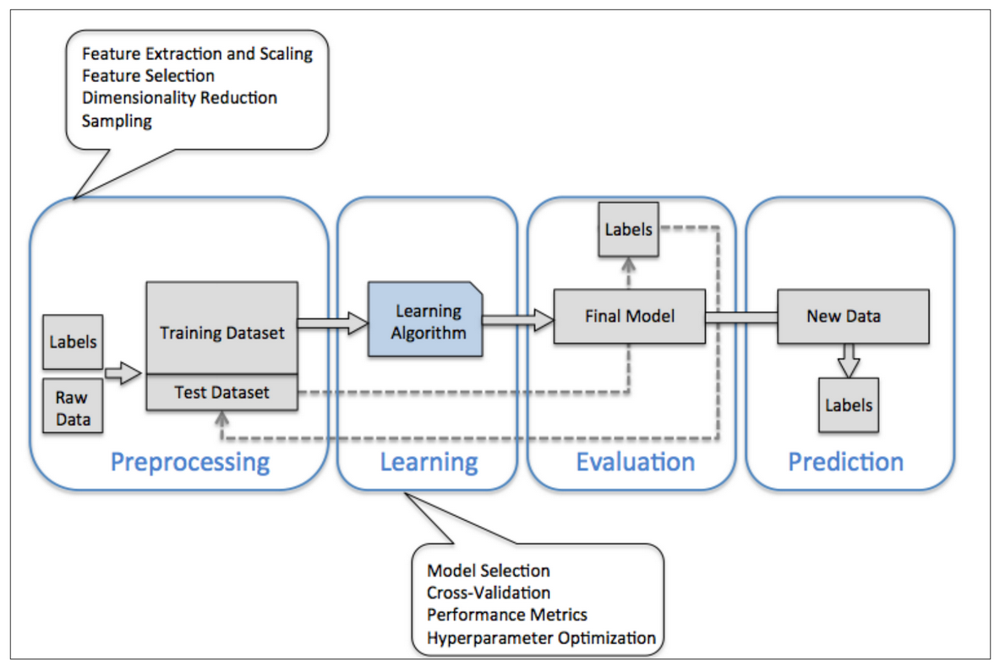 Feature Extraction and Scaling
Feature Selection
Dimensionality Reduction
Sampling
Labels
Raw
Data
Training Dataset
Test Dataset
Preprocessing
Learning
Algorithm
Learning
Labels
Final Model
Evaluation
New Data
Labels
Prediction
Model Selection
Cross-Validation
Performance Metrics
Hyperparameter Optimization